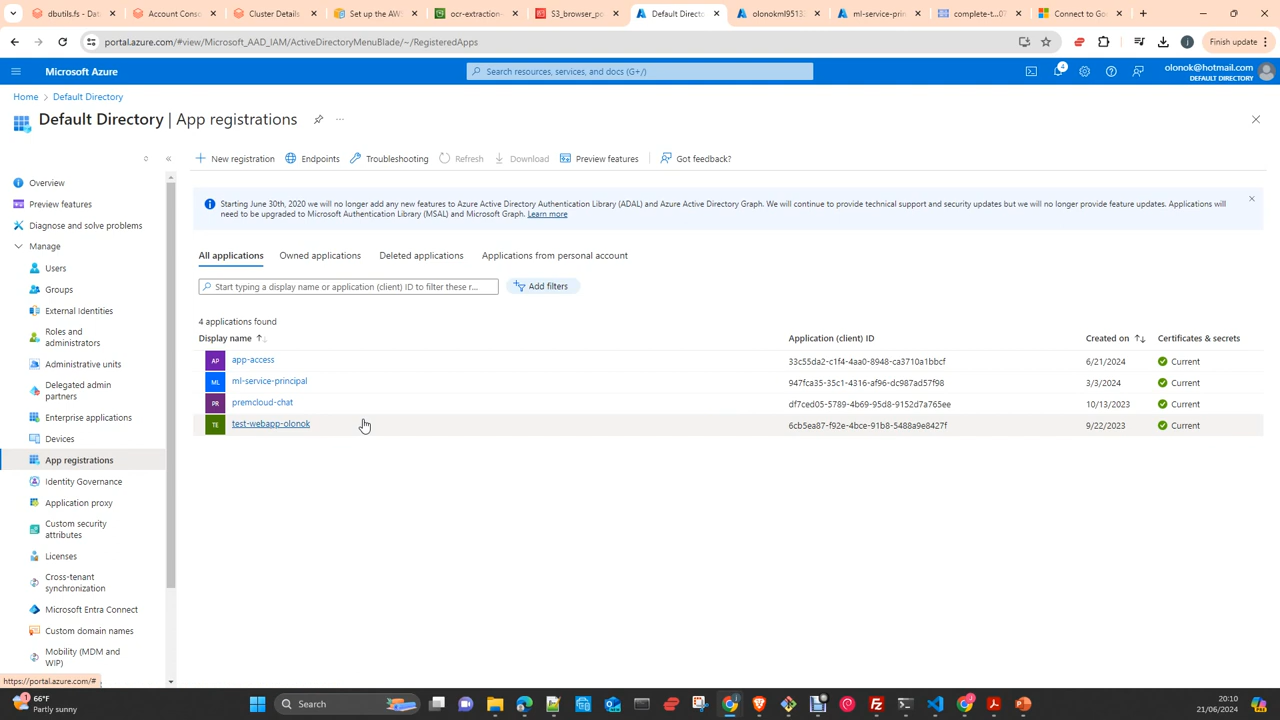 dbutils.fs - Dat
Account Conso
Cluster Details
Set up the AWS
ocr-extraction-
S3_browser_po
Default Directo
olonokml9513
ml-service-prin
complete-t...0
Connect to Go
portal.azure.com/#view/Microsoft_AAD_IAM/ActiveDirectoryMenuBlade/~/RegisteredApps
Finish update
Microsoft Azure
Search resources, services, and docs (G+/)
4
olonok@hotmail.com
DEFAULT DIRECTORY
Home > Default Directory
Default Directory | App registrations
New registration
Endpoints
Troubleshooting
Refresh
Download
Preview features
Got feedback?
Overview
Preview features
Diagnose and solve problems
Manage
Users
Groups
External Identities
Roles and
administrators
Administrative units
Delegated admin
partners
Enterprise applications
Devices
App registrations
Identity Governance
Application proxy
Custom security
attributes
Licenses
Cross-tenant
synchronization
Microsoft Entra Connect
Custom domain names
Mobility (MDM and
WIP)
Starting June 30th, 2020 we will no longer add any new features to Azure Active Directory Authentication Library (ADAL) and Azure Active Directory Graph. We will continue to provide technical support and security updates but we will no longer provide feature updates. Applications will
need to be upgraded to Microsoft Authentication Library (MSAL) and Microsoft Graph. Learn more
All applications
Owned applications
Deleted applications
Applications from personal account
Start typing a display name or application (client) ID to filter these r...
Add filters
4 applications found
Display name
Application (client) ID
Created on
Certificates & secrets
AP app-access 33c55da2-c1f4-4aa0-8948-ca3710a1bbcf 6/21/2024 Current
ML ml-service-principal 947fca35-35c1-4316-af96-dc987ad57f98 3/3/2024 Current
PR premcloud-chat df7ced05-5789-4b69-95d8-9152d7a765ee 10/13/2023 Current
TE test-webapp-olonok 6cb5ea87-f92e-4bce-91b8-5488a9e8427f 9/22/2023 Current
https://portal.azure.com/#
66°F
Partly sunny
Search
20:10
21/06/2024